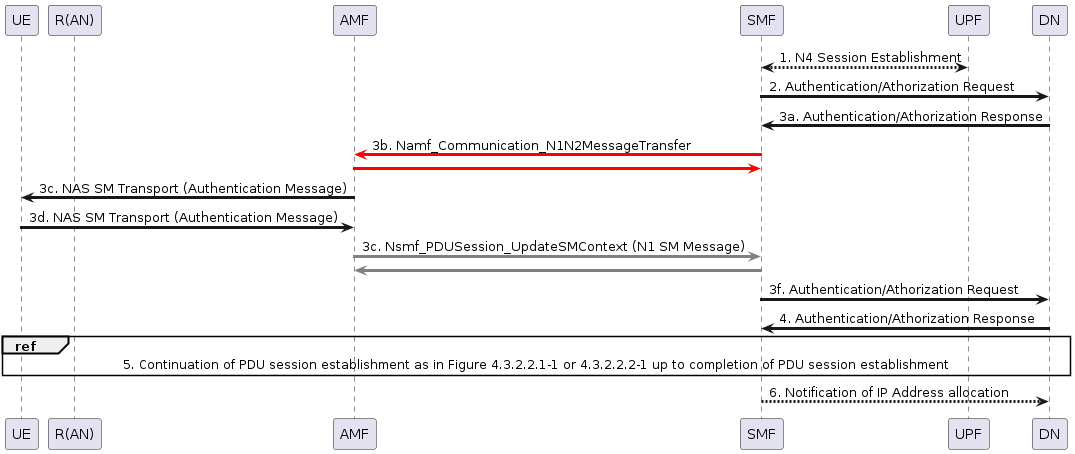 UE R(AN) AMF SMF UPF DN
1. N4 Session Establishment
2. Authentication/Athorization Request
3a. Authentication/Athorization Response
3b. Namf_Communication_N1N2MessageTransfer
3c. NAS SM Transport (Authentication Message)
3d. NAS SM Transport (Authentication Message)
3c. Nsmf_PDUSession_UpdateSMContext (N1 SM Message)
3f. Authentication/Athorization Request
4. Authentication/Athorization Response
ref
5. Continuation of PDU session establishment as in Figure 4.3.2.2.1-1 or 4.3.2.2.2-1 up to completion of PDU session establishment
6. Notification of IP Address allocation
UE R(AN) AMF SMF UPF DN